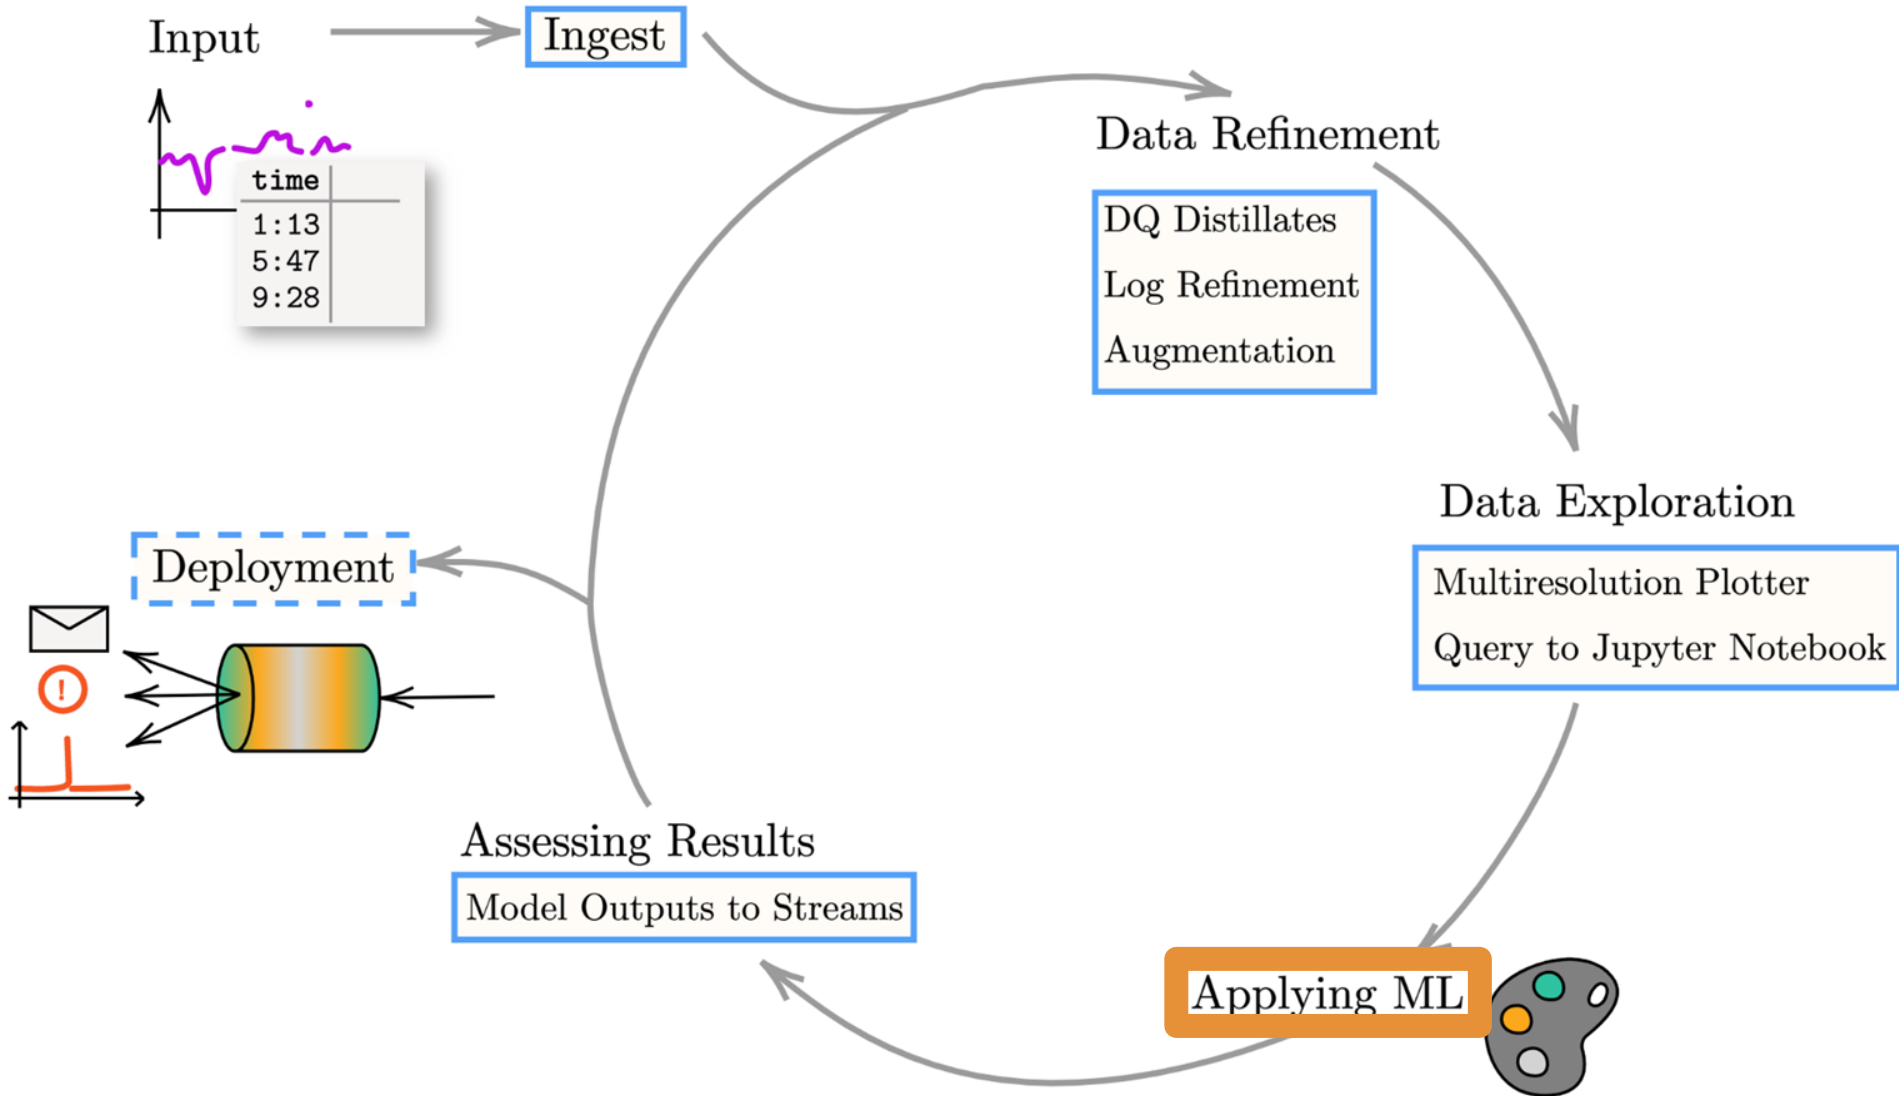 Input
Ingest
time
1:13
5:47
9:28
Data Refinement
DQ Distillates
Log Refinement
Augmentation
Data Exploration
Multiresolution Plotter
Query to Jupyter Notebook
Applying ML
Assessing Results
Model Outputs to Streams
Deployment
!